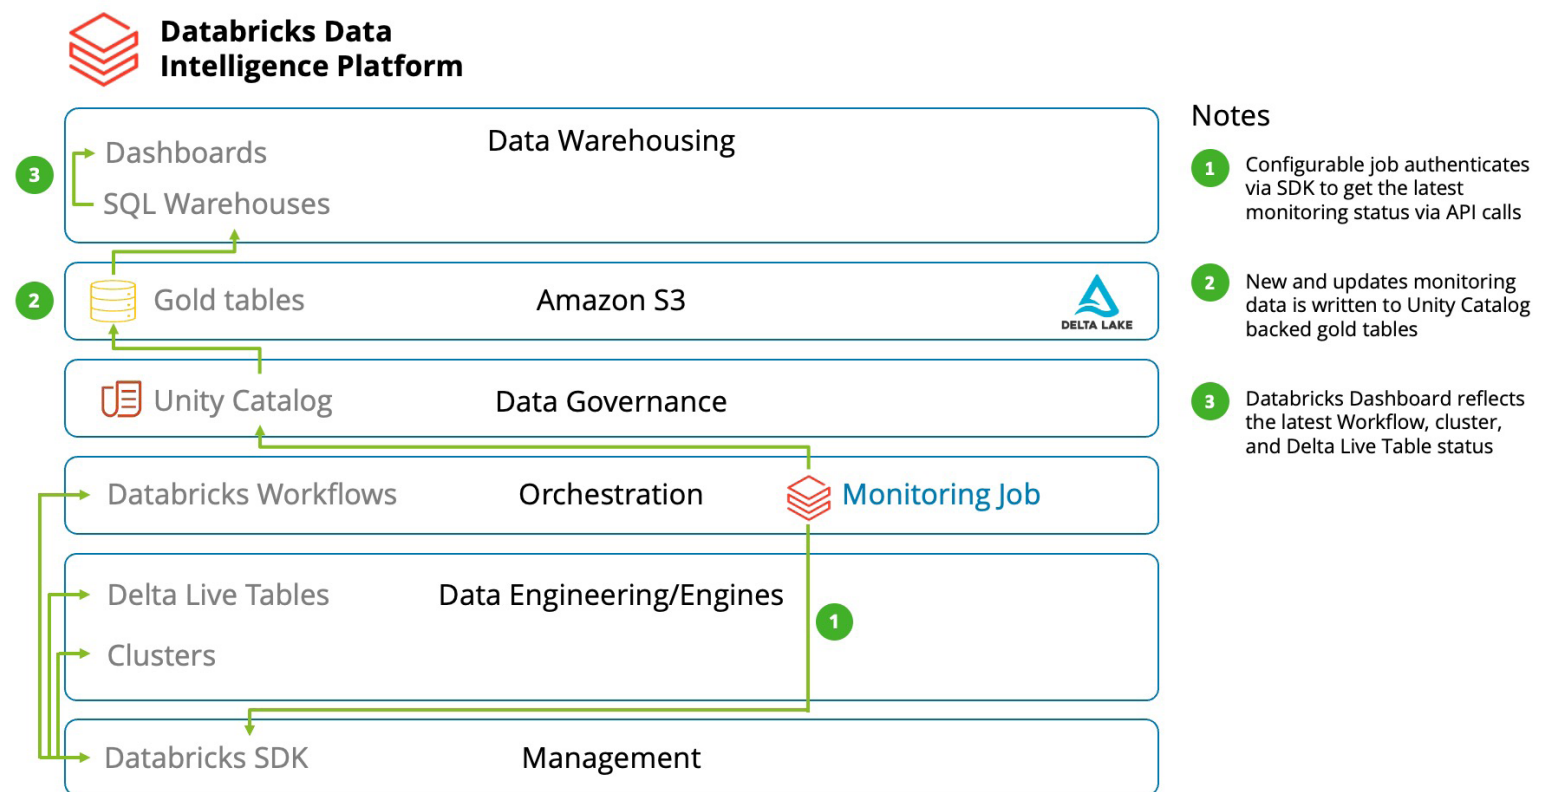 Databricks Data
Intelligence Platform
Dashboards
Data Warehousing
3
SQL Warehouses
2
Gold tables
Amazon S3
DELTA LAKE
Unity Catalog
Data Governance
Databricks Workflows
Orchestration
Monitoring Job
Delta Live Tables
Data Engineering/Engines
1
Clusters
Databricks SDK
Management
Notes
1
Configurable job authenticates
via SDK to get the latest
monitoring status via API calls
2
New and updates monitoring
data is written to Unity Catalog
backed gold tables
3
Databricks Dashboard reflects
the latest Workflow, cluster,
and Delta Live Table status